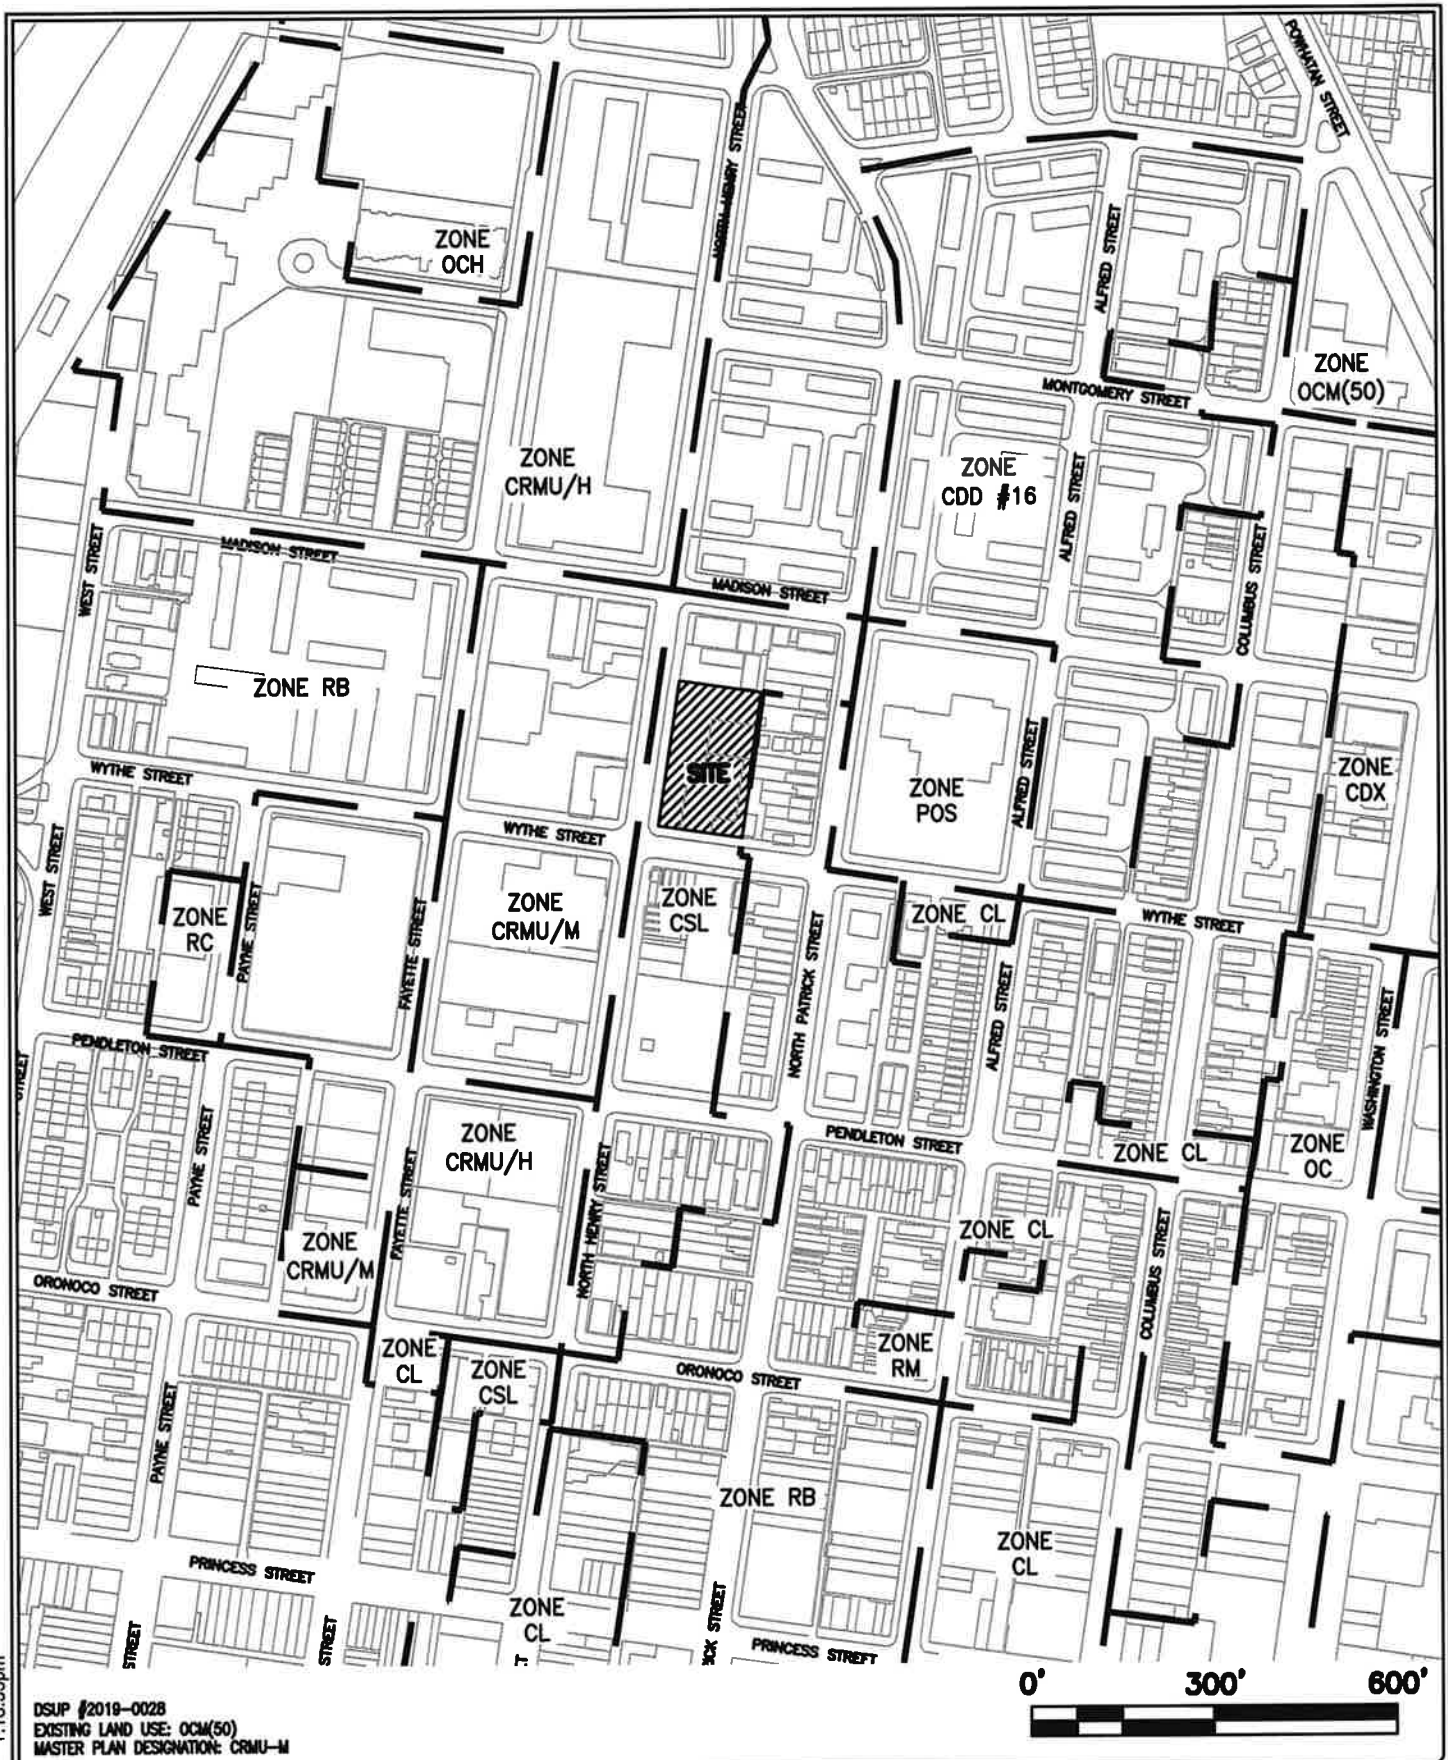 POWHATAN STREET
NORTH HENRY STREET
ZONE
OCH
ALFRED STREET
ZONE
OCM(50)
MONTGOMERY STREET
ZONE
CRMU/H
ZONE
CDD #16
ALFRED STREET
WEST STREET
MADISON STREET
COLUMBUS STREET
MADISON STREET
ZONE RB
SITE
ALFRED STREET
WYTHE STREET
ZONE
POS
ZONE
CDX
WYTHE STREET
WEST STREET
ZONE
RC
PAYNE STREET
FAYETTE STREET
ZONE
CRMU/M
ZONE
CSL
ZONE CL
WYTHE STREET
NORTH PATRICK STREET
ALFRED STREET
WASHINGTON STREET
PENDLETON STREET
STREET
PAYNE STREET
ZONE
CRMU/H
PENDLETON STREET
ZONE CL
ZONE
OC
FAYETTE STREET
NORTH HENRY STREET
ZONE
CRMU/M
ZONE CL
COLUMBUS STREET
ORONOCO STREET
ZONE
CL
ZONE
CSL
ZONE
RM
ORONOCO STREET
PAYNE STREET
ZONE RB
ZONE
CL
PRINCESS STREET
ZONE
CL
STREET
STREET
T
ICK STREET
PRINCESS STREET
0' 300' 600'
DSUP #2019-0028
EXISTING LAND USE: OCM(50)
MASTER PLAN DESIGNATION: CRMU-M